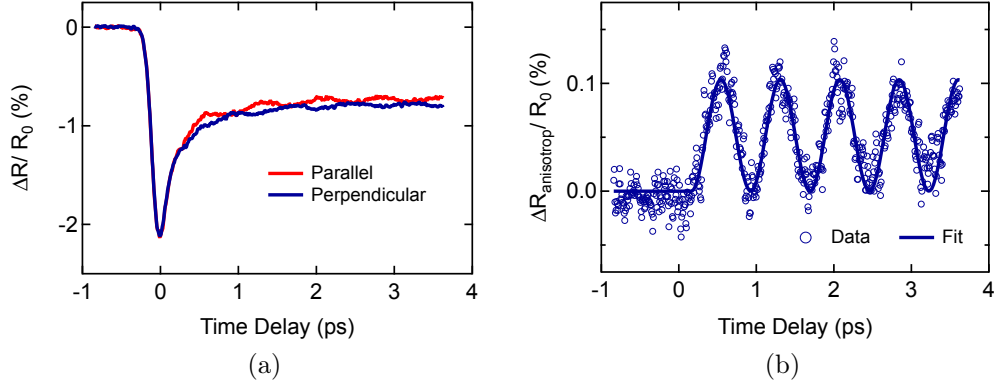 ΔR/ R₀ (%)
0
-1
-2
Parallel
Perpendicular
-1 0 1 2 3 4
Time Delay (ps)
(a)
ΔR_anisotrop/ R₀ (%)
0.1
0.0
Data Fit
-1 0 1 2 3 4
Time Delay (ps)
(b)